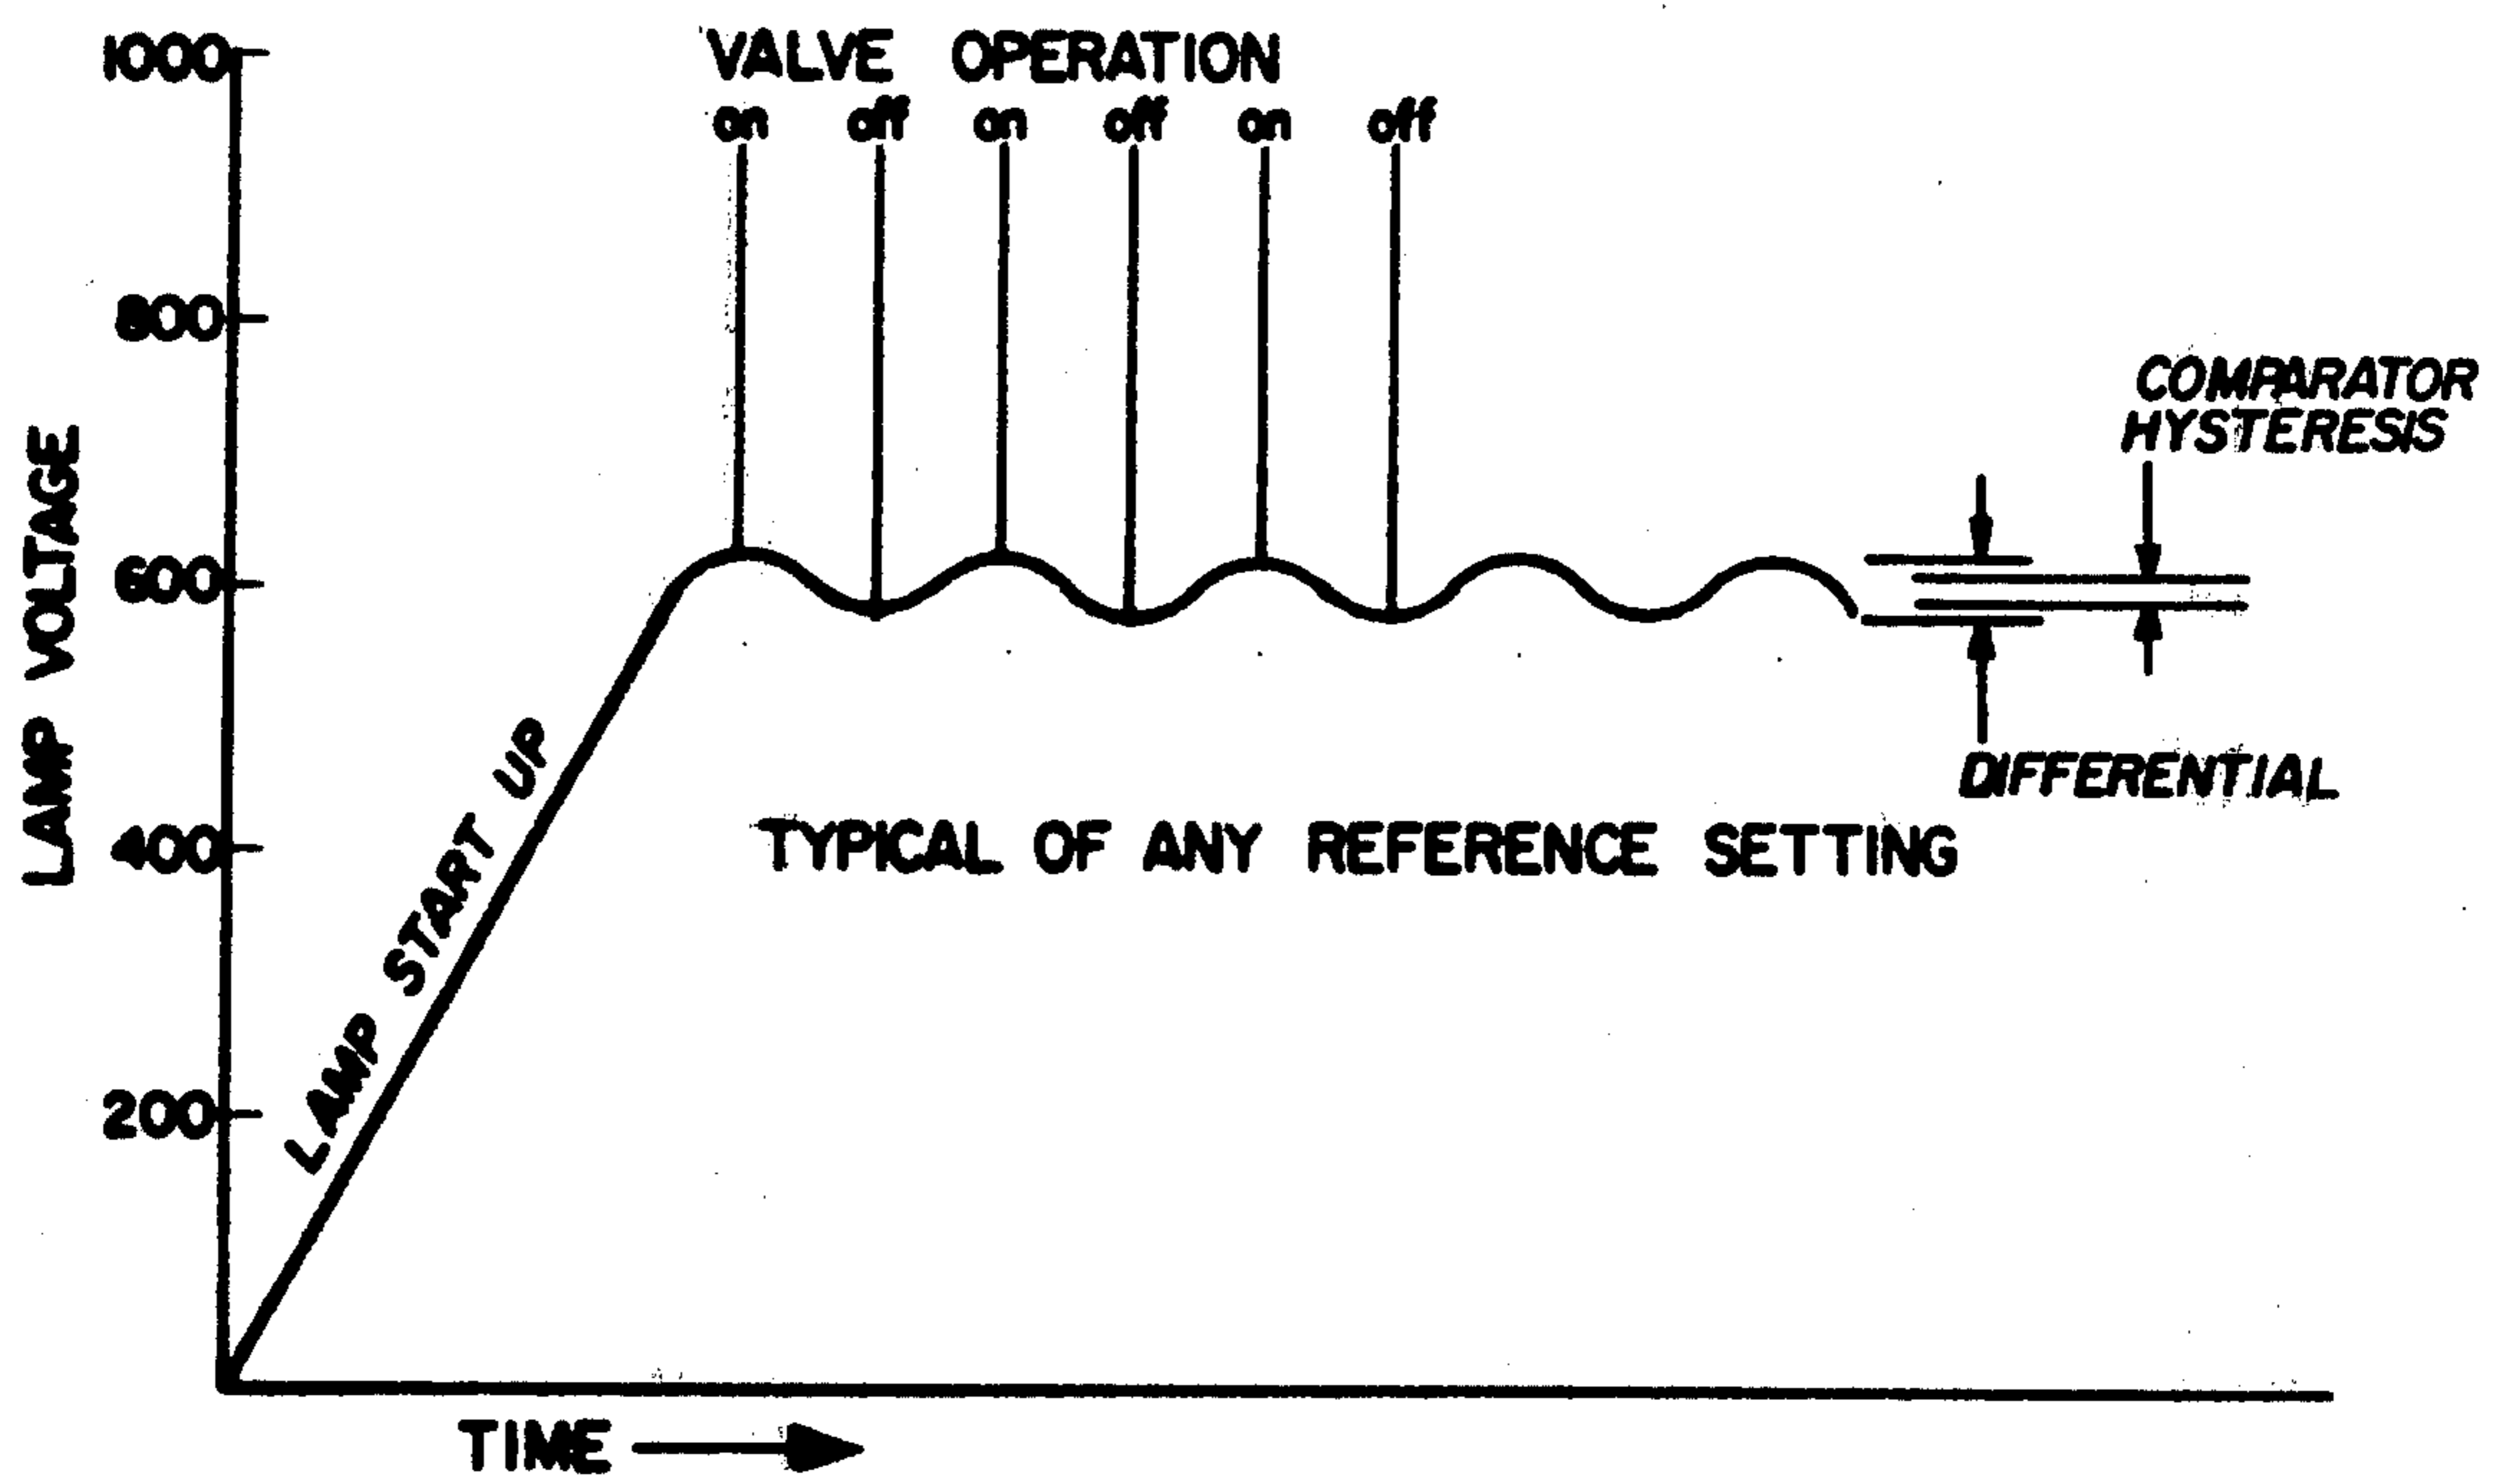 VALVE OPERATION
on off on off on off
1000
800
600
400
200
LAMP VOLTAGE
COMPARATOR
HYSTERESIS
DIFFERENTIAL
LAMP START UP
TYPICAL OF ANY REFERENCE SETTING
TIME